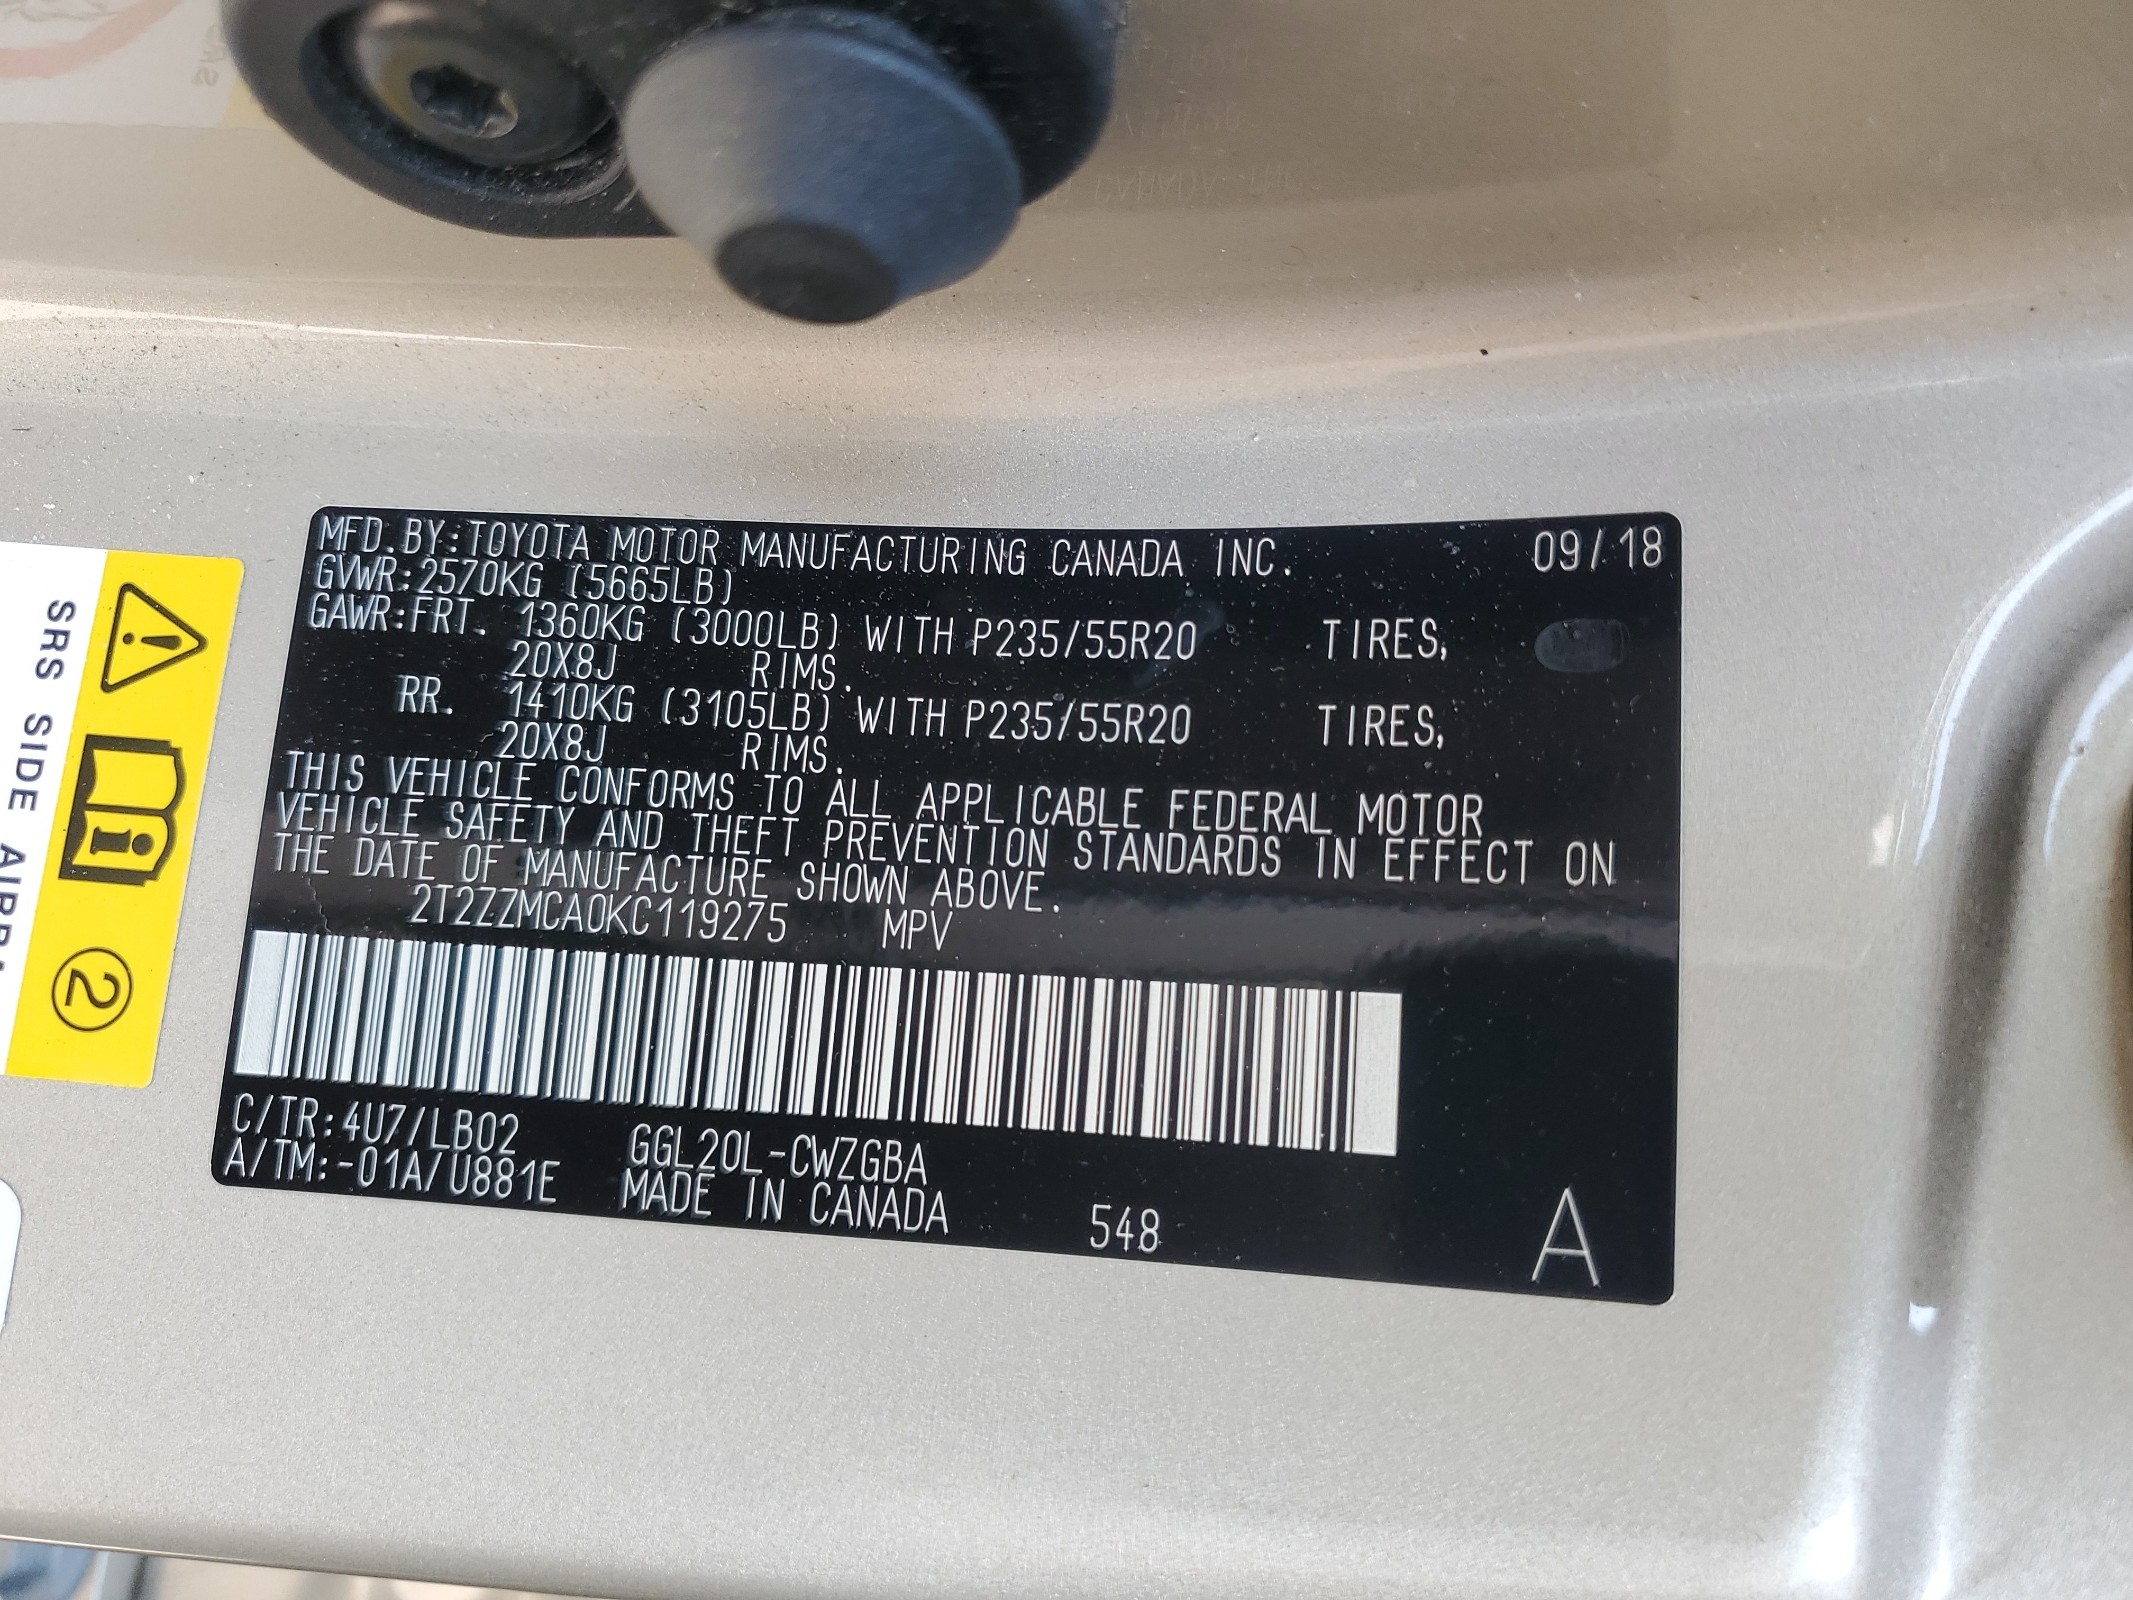 MFD. BY:TOYOTA MOTOR MANUFACTURING CANADA INC. 09/18
GVWR:2570KG (5665LB)
GAWR:FRT. 1360KG (3000LB) WITH P235/55R20 TIRES,
20X8J RIMS.
RR. 1410KG (3105LB) WITH P235/55R20 TIRES,
20X8J RIMS.
THIS VEHICLE CONFORMS TO ALL APPLICABLE FEDERAL MOTOR
VEHICLE SAFETY AND THEFT PREVENTION STANDARDS IN EFFECT ON
THE DATE OF MANUFACTURE SHOWN ABOVE.
2T2ZZMCA0KC119275 MPV
C/TR:4U7/LB02 GGL20L-CWZGBA
A/TM:-01A/U881E MADE IN CANADA 548 A
SRS SIDE
2